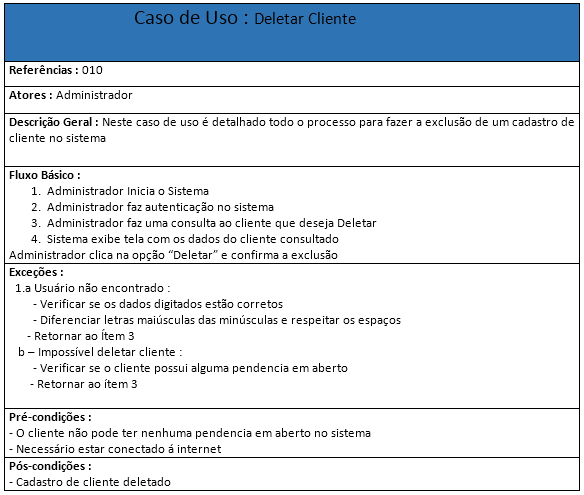 Caso de Uso : Deletar Cliente
Referências : 010
Atores : Administrador
Descrição Geral : Neste caso de uso é detalhado todo o processo para fazer a exclusão de um cadastro de
cliente no sistema
Fluxo Básico :
1. Administrador Inicia o Sistema
2. Administrador faz autenticação no sistema
3. Administrador faz uma consulta ao cliente que deseja Deletar
4. Sistema exibe tela com os dados do cliente consultado
Administrador clica na opção “Deletar” e confirma a exclusão
Exceções :
1.a Usuário não encontrado :
- Verificar se os dados digitados estão corretos
- Diferenciar letras maiúsculas das minúsculas e respeitar os espaços
- Retornar ao Ítem 3
b – Impossível deletar cliente :
- Verificar se o cliente possui alguma pendencia em aberto
- Retornar ao ítem 3
Pré-condições :
- O cliente não pode ter nenhuma pendencia em aberto no sistema
- Necessário estar conectado á internet
Pós-condições :
- Cadastro de cliente deletado